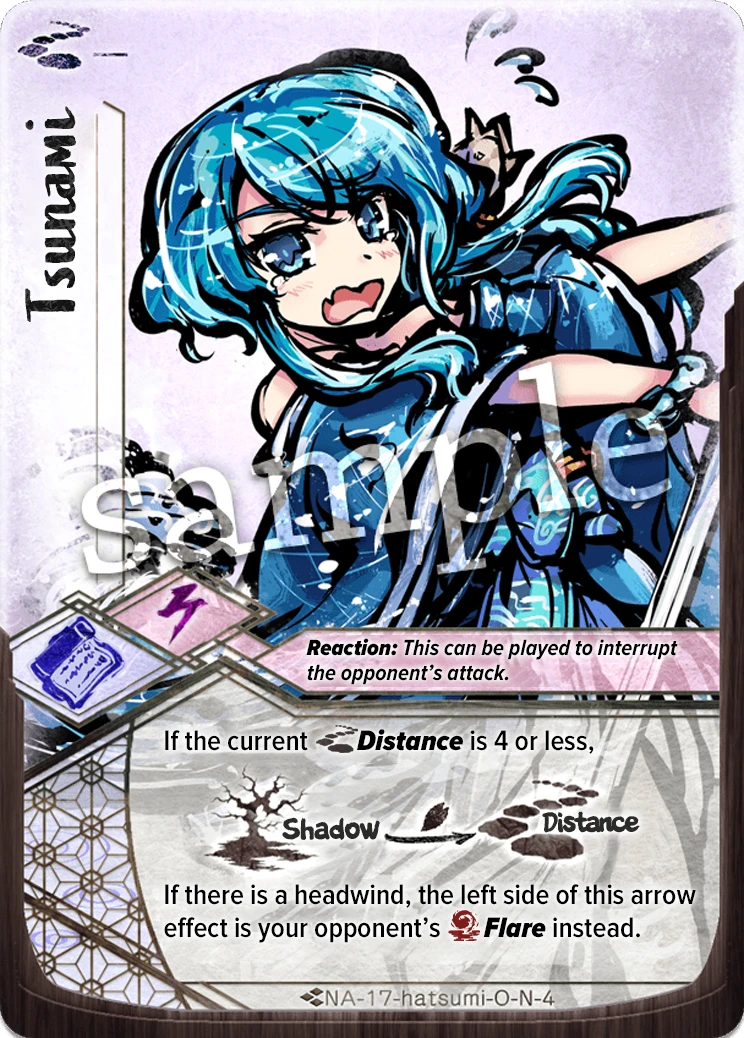 Tsunami
sample
Reaction: This can be played to interrupt
the opponent's attack.
If the current Distance is 4 or less,
Shadow Distance
If there is a headwind, the left side of this arrow
effect is your opponent's Flare instead.
NA-17-hatsumi-O-N-4